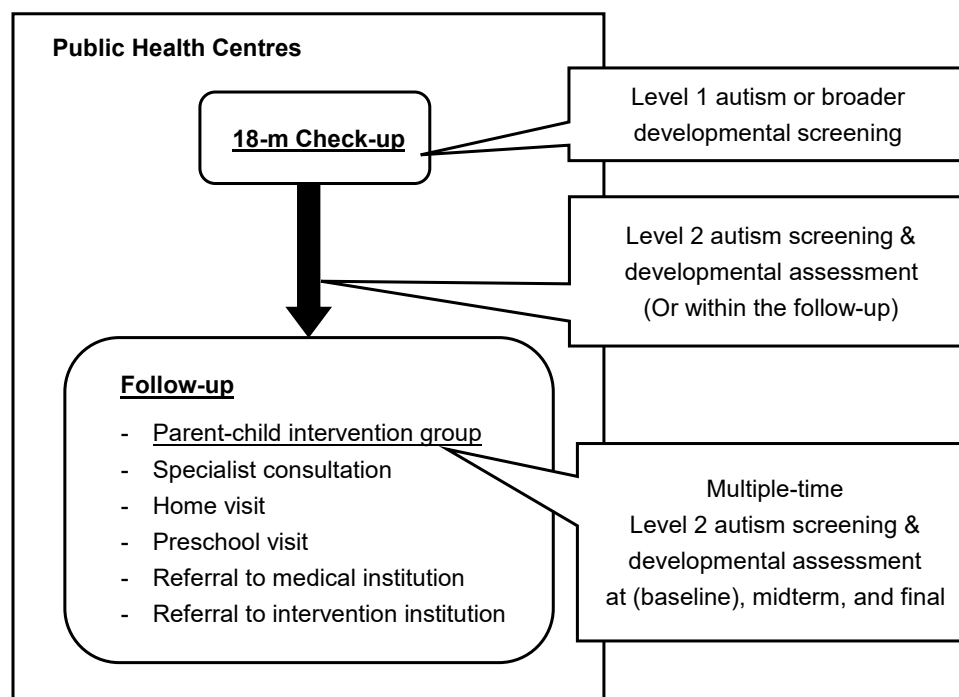 Public Health Centres
18-m Check-up
Level 1 autism or broader
developmental screening
Level 2 autism screening &
developmental assessment
(Or within the follow-up)
Follow-up
- Parent-child intervention group
- Specialist consultation
- Home visit
- Preschool visit
- Referral to medical institution
- Referral to intervention institution
Multiple-time
Level 2 autism screening &
developmental assessment
at (baseline), midterm, and final